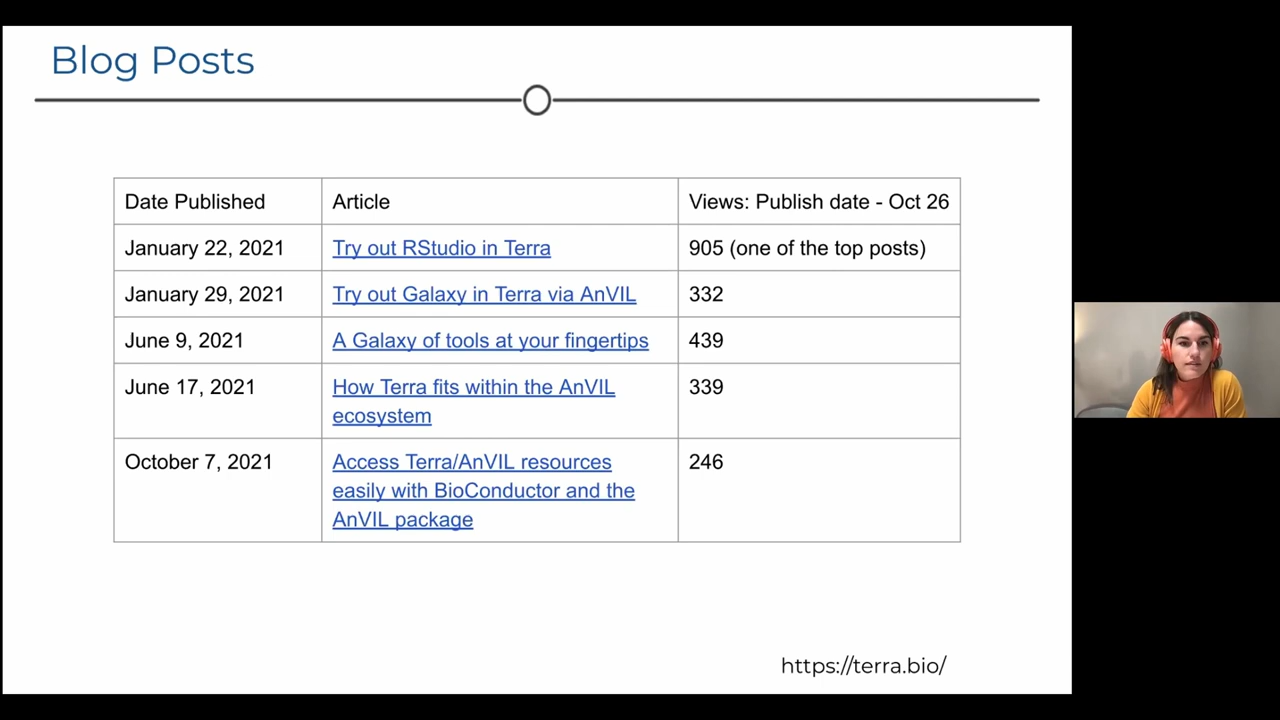 Blog Posts
Date Published Article Views: Publish date - Oct 26
January 22, 2021 Try out RStudio in Terra 905 (one of the top posts)
January 29, 2021 Try out Galaxy in Terra via AnVIL 332
June 9, 2021 A Galaxy of tools at your fingertips 439
June 17, 2021 How Terra fits within the AnVIL 339
ecosystem
October 7, 2021 Access Terra/AnVIL resources 246
easily with BioConductor and the
AnVIL package
https://terra.bio/